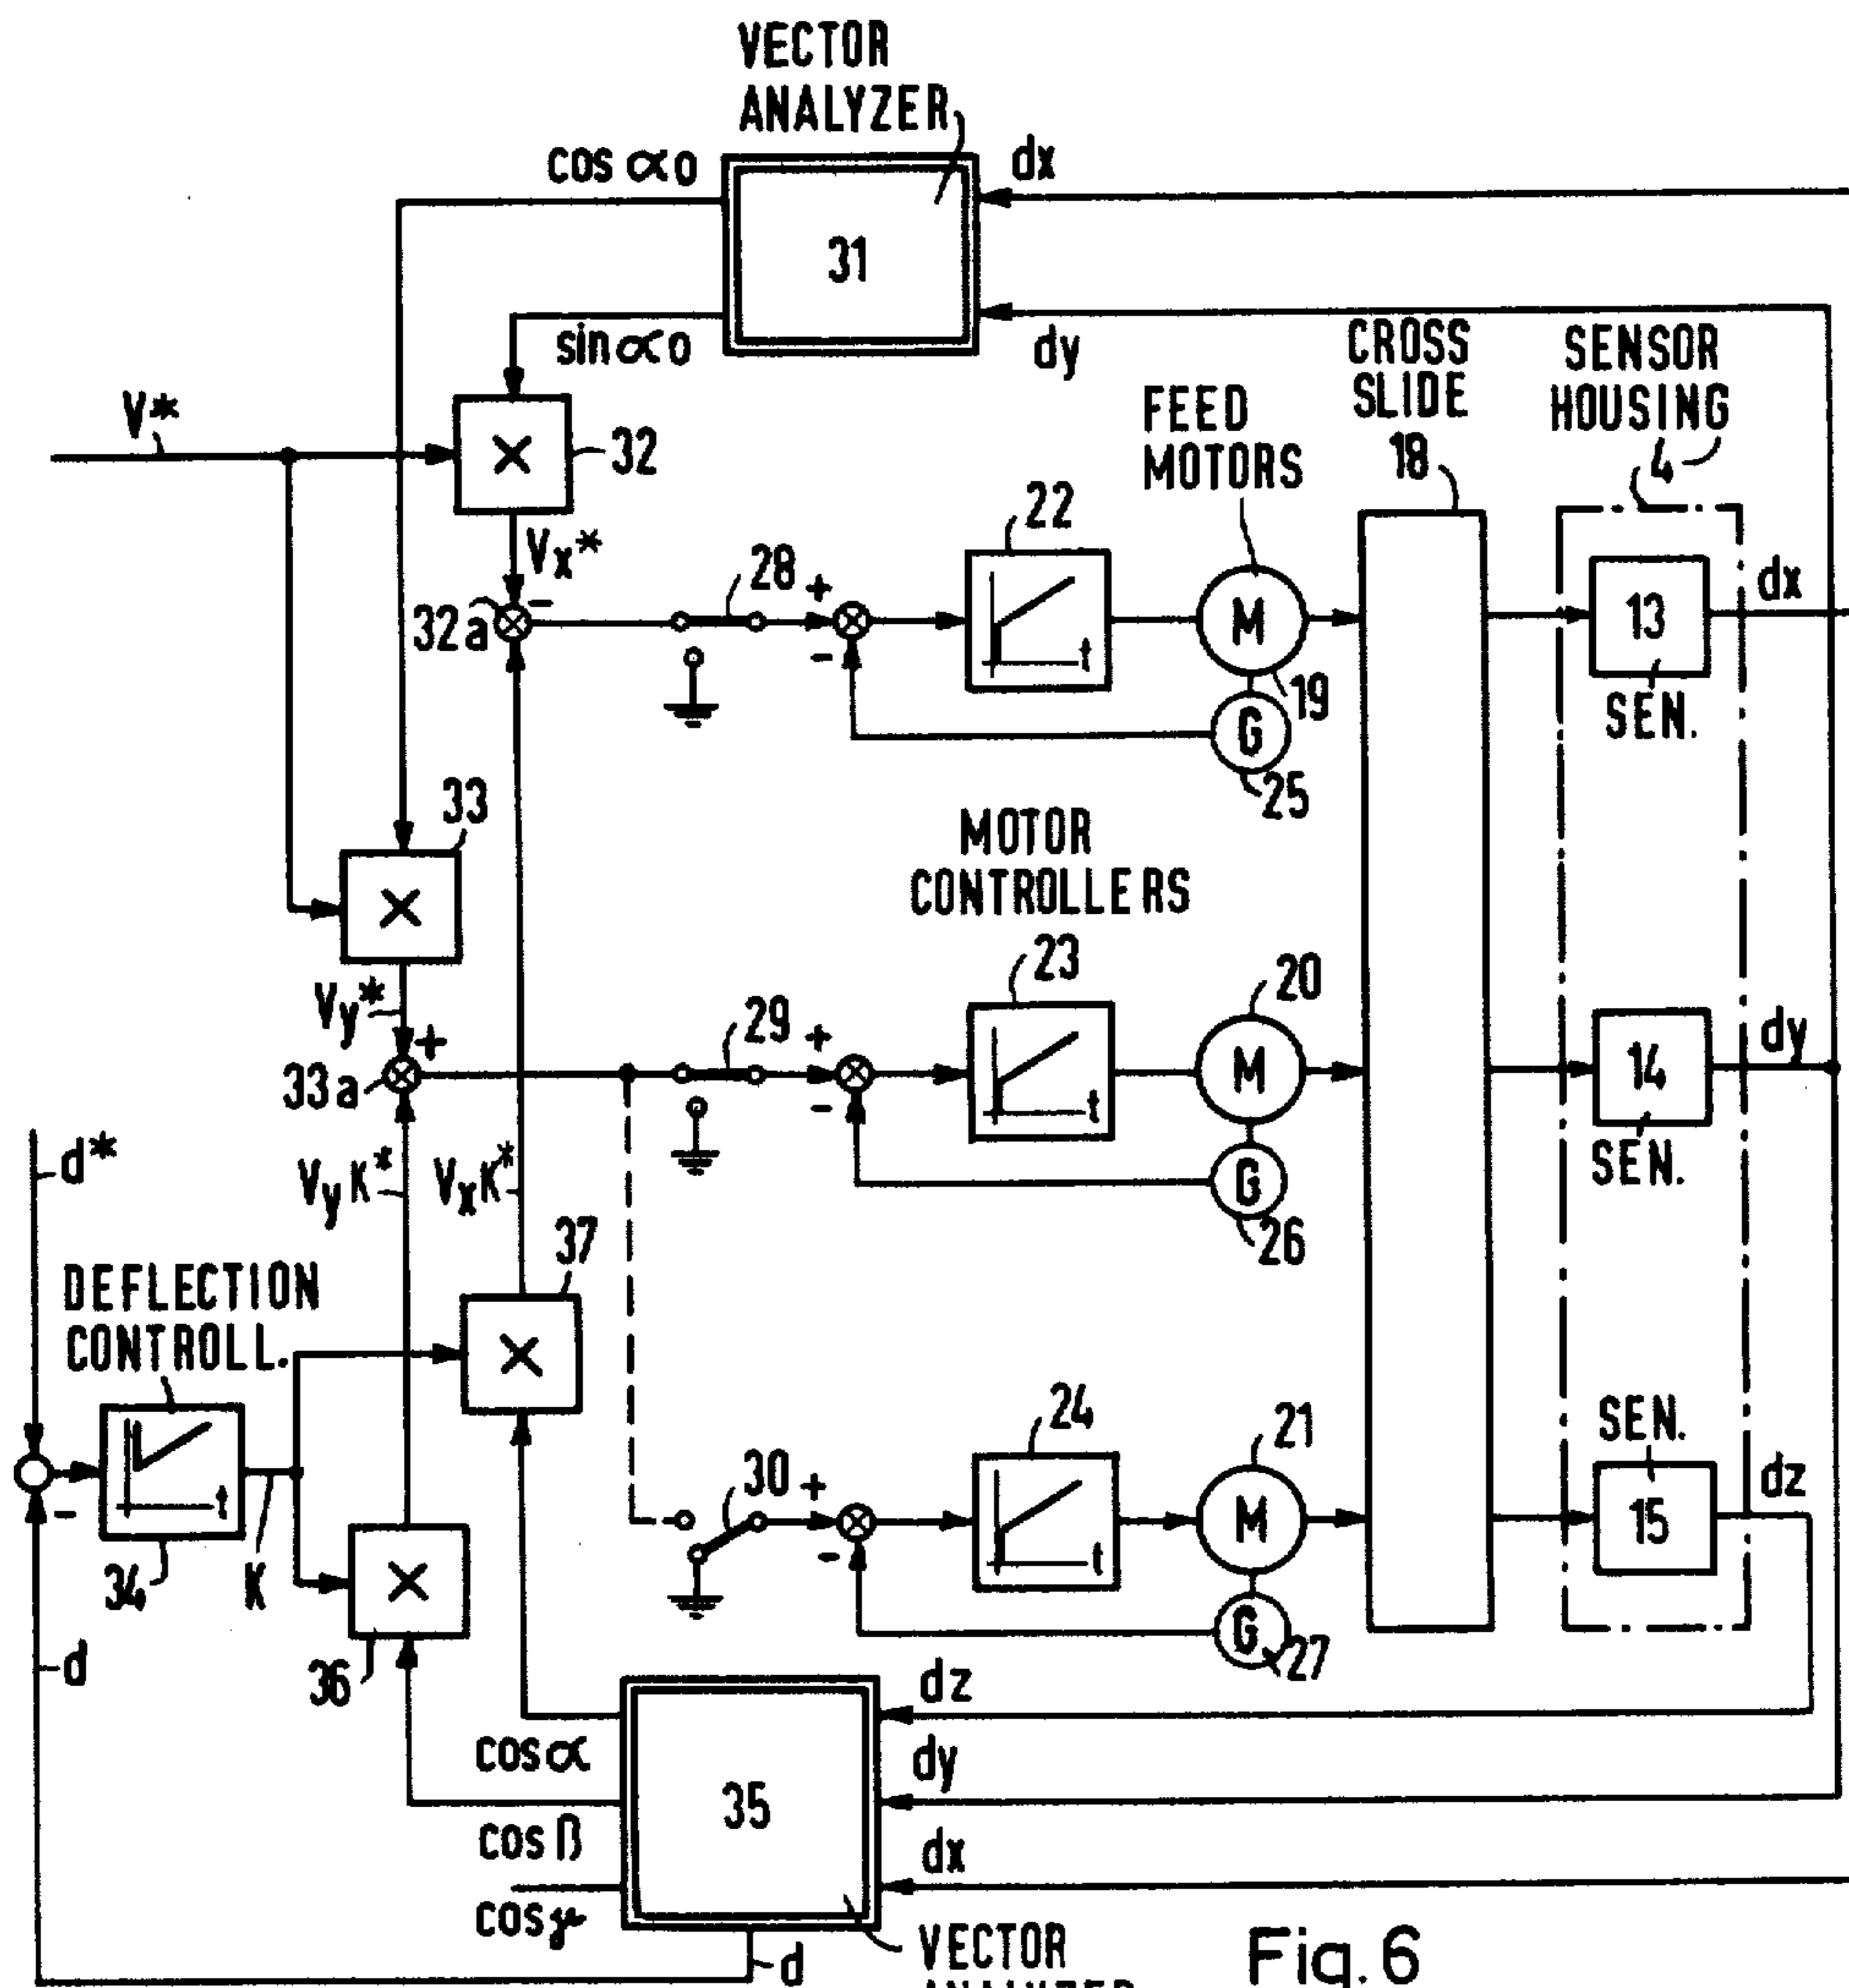 VECTOR
ANALYZER
cos αo
dx
31
sin αo
dy
V*
32
CROSS
SLIDE
18
SENSOR
HOUSING
4
FEED
MOTORS
Vx*
-
32a
28
+
-
22
t
M
19
G
25
13
SEN.
dx
33
Vy*
+
33a
MOTOR
CONTROLLERS
29
+
-
23
t
20
M
G
26
14
SEN.
dy
d*
VyK*
VxK*
37
DEFLECTION
CONTROLL.
t
34
K
-
d
36
30
+
-
24
t
21
M
G
27
SEN.
15
dz
cos α
cos β
cos γ
35
dz
dy
dx
d
VECTOR
ANALYZER
Fig. 6